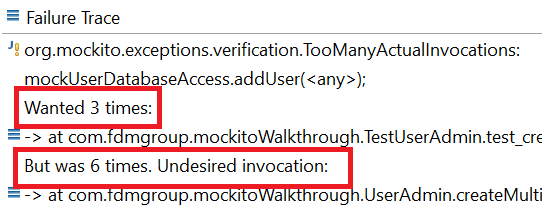 Failure Trace
org.mockito.exceptions.verification.TooManyActualInvocations:
mockUserDatabaseAccess.addUser(<any>);
Wanted 3 times:
-> at com.fdmgroup.mockitoWalkthrough.TestUserAdmin.test_cre
But was 6 times. Undesired invocation:
-> at com.fdmgroup.mockitoWalkthrough.UserAdmin.createMulti